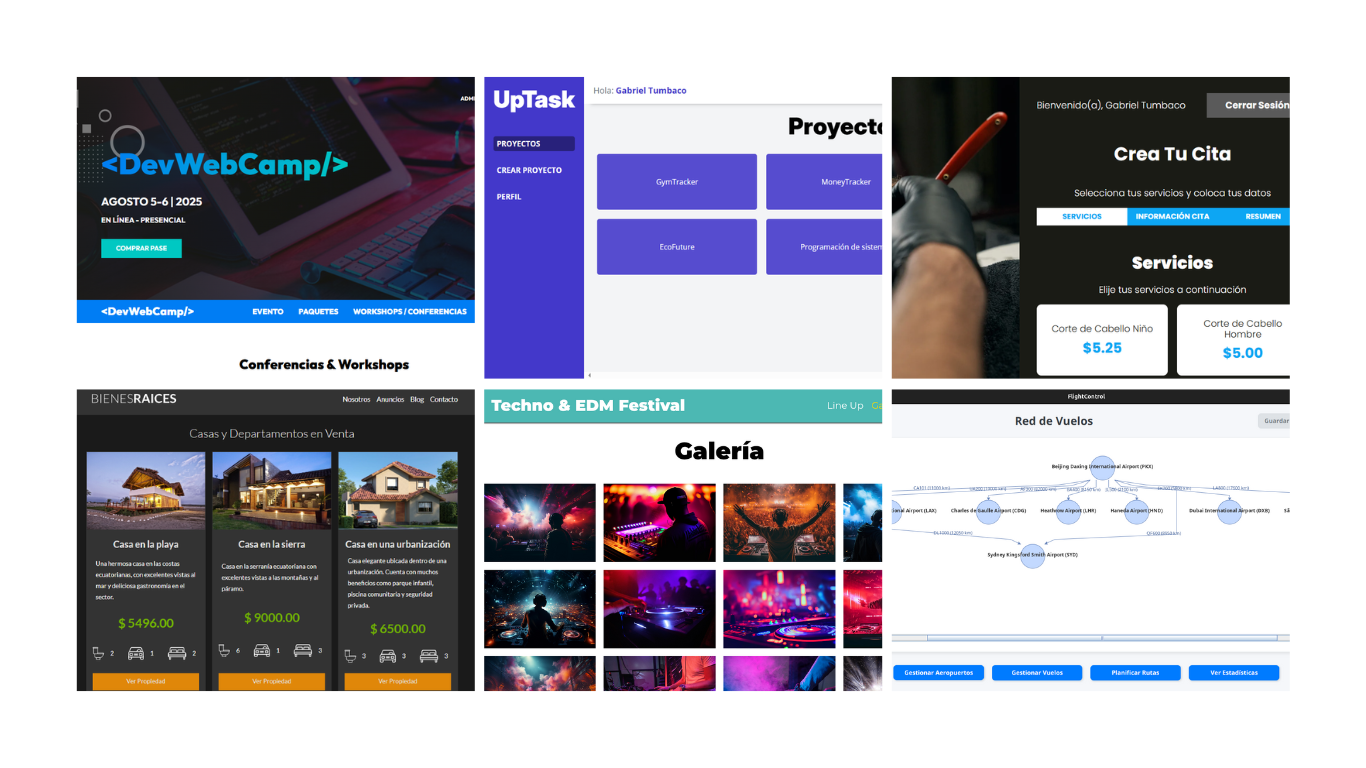 ADMI
<DevWebCamp/>
AGOSTO 5-6 | 2025
EN LÍNEA - PRESENCIAL
COMPRAR PASE
<DevWebCamp/>
EVENTO PAQUETES WORKSHOPS / CONFERENCIAS
Conferencias & Workshops
UpTask
Hola: Gabriel Tumbaco
PROYECTOS
CREAR PROYECTO
PERFIL
Proyecto
GymTracker
MoneyTracker
EcoFuture
Programación de sistem
Bienvenido(a), Gabriel Tumbaco
Cerrar Sesión
Crea Tu Cita
Selecciona tus servicios y coloca tus datos
SERVICIOS INFORMACIÓN CITA RESUMEN
Servicios
Elije tus servicios a continuación
Corte de Cabello Niño
$5.25
Corte de Cabello
Hombre
$5.00
BIENESRAICES
Nosotros Anuncios Blog Contacto
Casas y Departamentos en Venta
Casa en la playa
Una hermosa casa en las costas
ecuatorianas, con excelentes vistas al
mar y deliciosa gastronomía en el
sector.
$ 5496.00
2 1 2
Ver Propiedad
Casa en la sierra
Casa en la serranía ecuatoriana con
excelentes vistas a las montañas y al
páramo.
$ 9000.00
6 1 3
Ver Propiedad
Casa en una urbanización
Casa elegante ubicada dentro de una
urbanización. Cuenta con muchos
beneficios como parque infantil,
piscina comunitaria y seguridad
privada.
$ 6500.00
3 3 3
Ver Propiedad
Techno & EDM Festival
Line Up Ga
Galería
FlightControl
Red de Vuelos
Guardar
Beijing Daxing International Airport (PKX)
onal Airport (LAX)
Charles de Gaulle Airport (CDG)
Heathrow Airport (LHR)
Haneda Airport (HND)
Dubai International Airport (DXB)
Sydney Kingsford Smith Airport (SYD)
Gestionar Aeropuertos
Gestionar Vuelos
Planificar Rutas
Ver Estadísticas